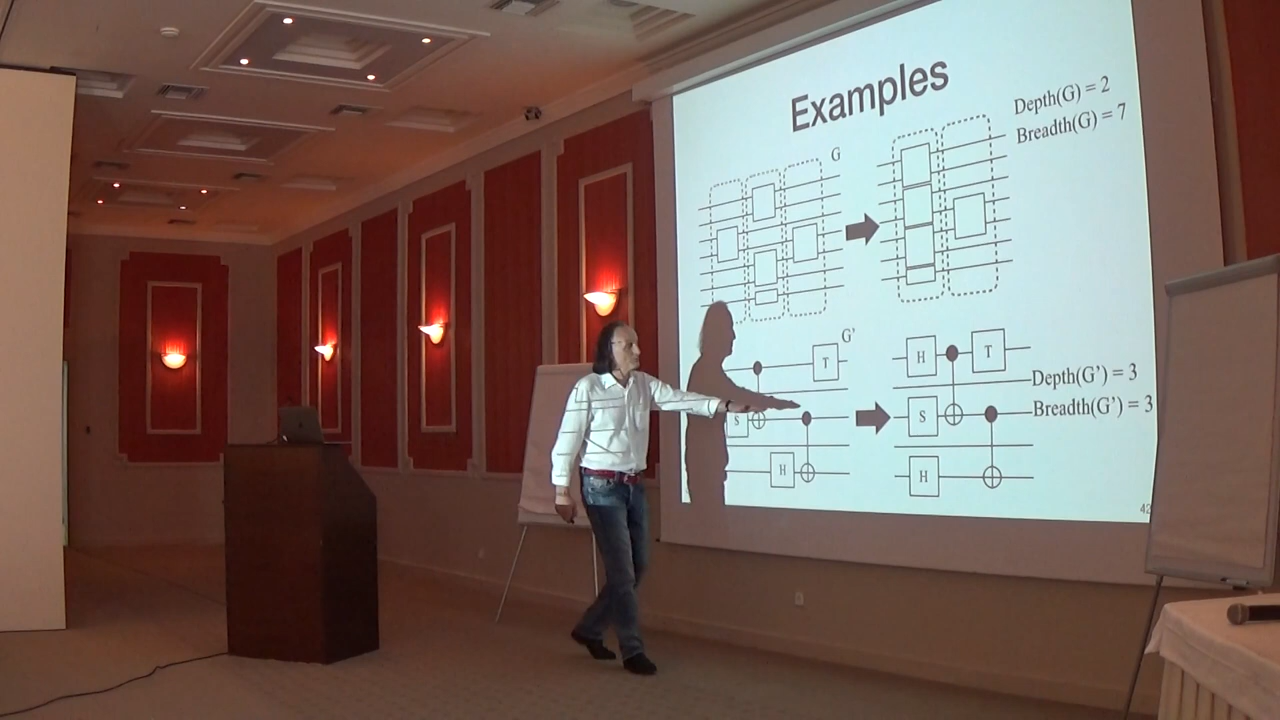 Examples
Depth(G) = 2
Breadth(G) = 7
G
G'
T
H
T
Depth(G') = 3
Breadth(G') = 3
S
S
H
H
42